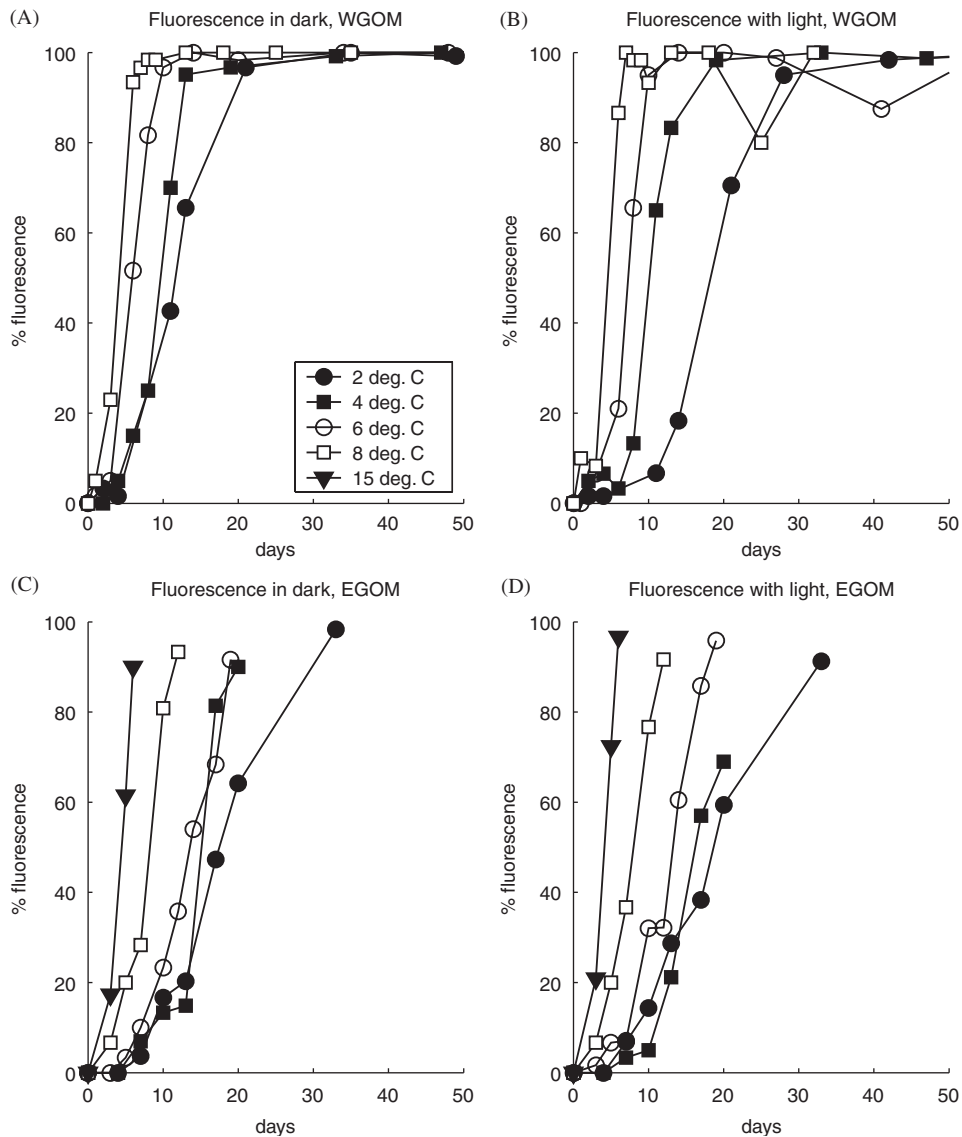 (A) Fluorescence in dark, WGOM
100
80
60
40
20
0
% fluorescence
0 10 20 30 40 50
days
2 deg. C
4 deg. C
6 deg. C
8 deg. C
15 deg. C
(B) Fluorescence with light, WGOM
100
80
60
40
20
0
% fluorescence
0 10 20 30 40 50
days
(C) Fluorescence in dark, EGOM
100
80
60
40
20
0
% fluorescence
0 10 20 30 40 50
days
(D) Fluorescence with light, EGOM
100
80
60
40
20
0
% fluorescence
0 10 20 30 40 50
days